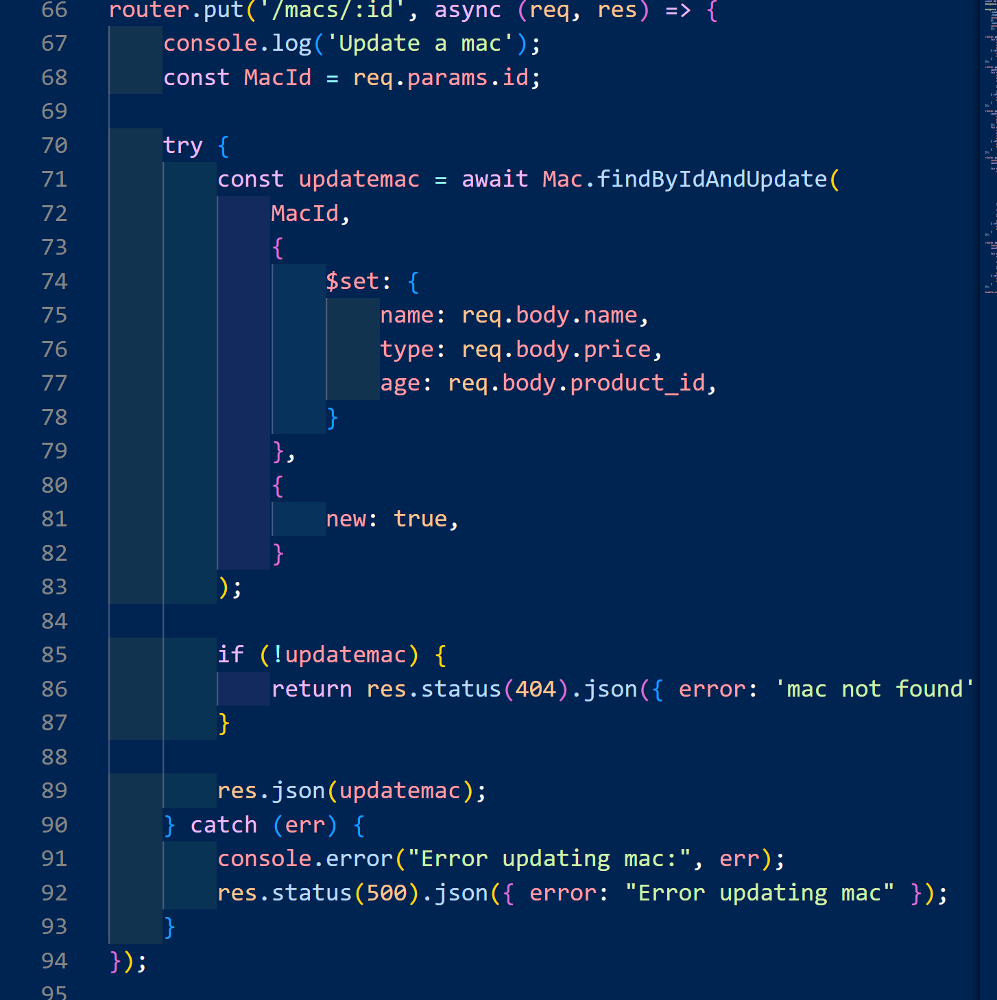 66 router.put('/macs/:id', async (req, res) => {
67 console.log('Update a mac');
68 const MacId = req.params.id;
69
70 try {
71 const updatemac = await Mac.findByIdAndUpdate(
72 MacId,
73 {
74 $set: {
75 name: req.body.name,
76 type: req.body.price,
77 age: req.body.product_id,
78 }
79 },
80 {
81 new: true,
82 }
83 );
84
85 if (!updatemac) {
86 return res.status(404).json({ error: 'mac not found'
87 }
88
89 res.json(updatemac);
90 } catch (err) {
91 console.error("Error updating mac:", err);
92 res.status(500).json({ error: "Error updating mac" });
93 }
94 });
95